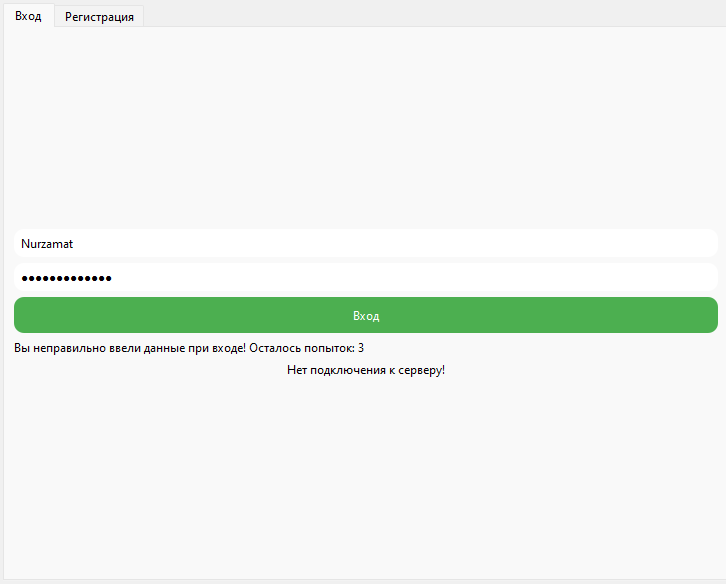 Вход Регистрация
Nurzamat
●●●●●●●●●●●●●
Вход
Вы неправильно ввели данные при входе! Осталось попыток: 3
Нет подключения к серверу!